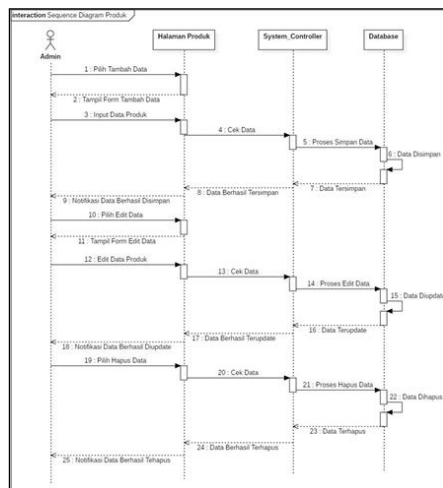 interaction Sequence Diagram Produk
Halaman Produk
System_Controller
Database
Admin
1 : Pilih Tambah Data
2 : Tampil Form Tambah Data
3 : Input Data Produk
4 : Cek Data
5 : Proses Simpan Data
6 : Data Disimpan
7 : Data Tersimpan
8 : Data Berhasil Tersimpan
9 : Notifikasi Data Berhasil Disimpan
10 : Pilih Edit Data
11 : Tampil Form Edit Data
12 : Edit Data Produk
13 : Cek Data
14 : Proses Edit Data
15 : Data Diupdate
16 : Data Terupdate
17 : Data Berhasil Terupdate
18 : Notifikasi Data Berhasil Diupdate
19 : Pilih Hapus Data
20 : Cek Data
21 : Proses Hapus Data
22 : Data Dihapus
23 : Data Terhapus
24 : Data Berhasil Terhapus
25 : Notifikasi Data Berhasil Tehapus